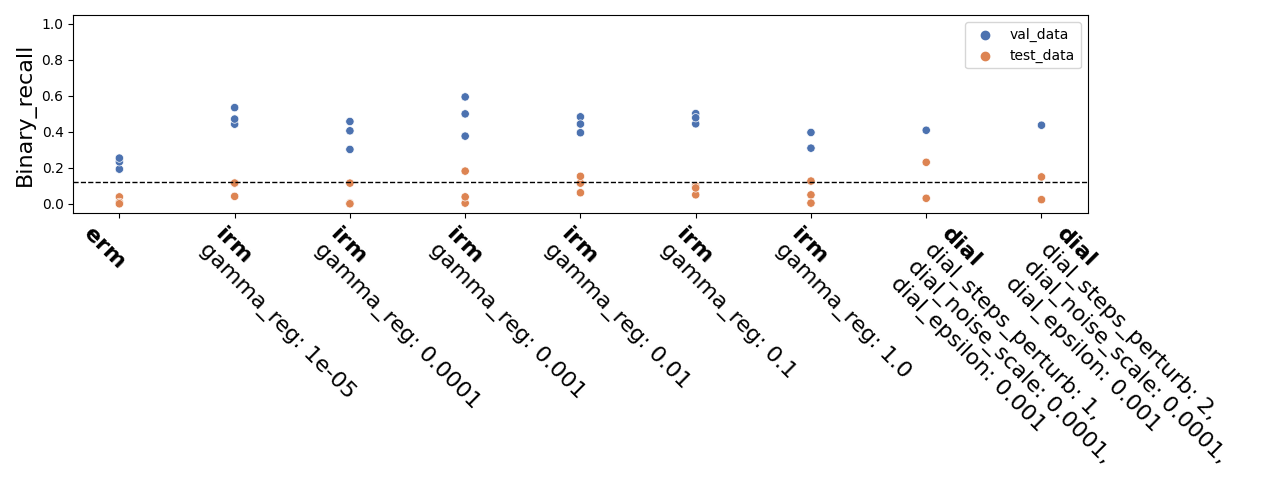 Binary_recall
1.0
0.8
0.6
0.4
0.2
0.0
val_data
test_data
erm
irm
gamma_reg: 1e-05
irm
gamma_reg: 0.0001
irm
gamma_reg: 0.001
irm
gamma_reg: 0.01
irm
gamma_reg: 0.1
irm
gamma_reg: 1.0
dial
dial_steps_perturb: 1,
dial_noise_scale: 0.0001,
dial_epsilon: 0.001
dial
dial_steps_perturb: 2,
dial_noise_scale: 0.0001,
dial_epsilon: 0.001